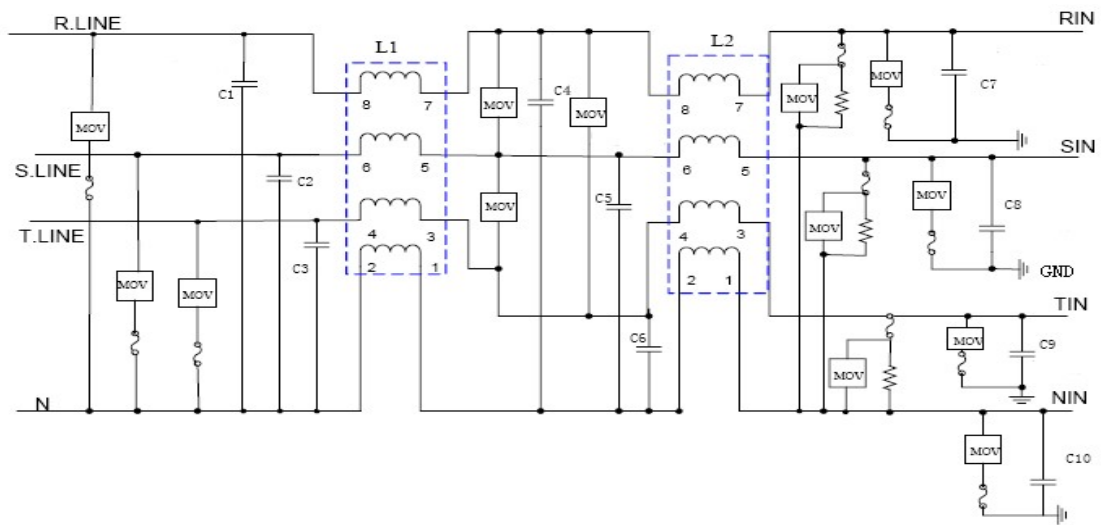 R.LINE
L1
L2
RIN
8 7
C1
MOV
MOV
C4
MOV
8 7
MOV
MOV
C7
S.LINE
6 5
C2
6 5
SIN
MOV
C5
MOV
MOV
C8
T.LINE
4 3
C3
4 3
GND
2 1
2 1
MOV
MOV
TIN
C6
MOV
MOV
C9
N
NIN
MOV
C10